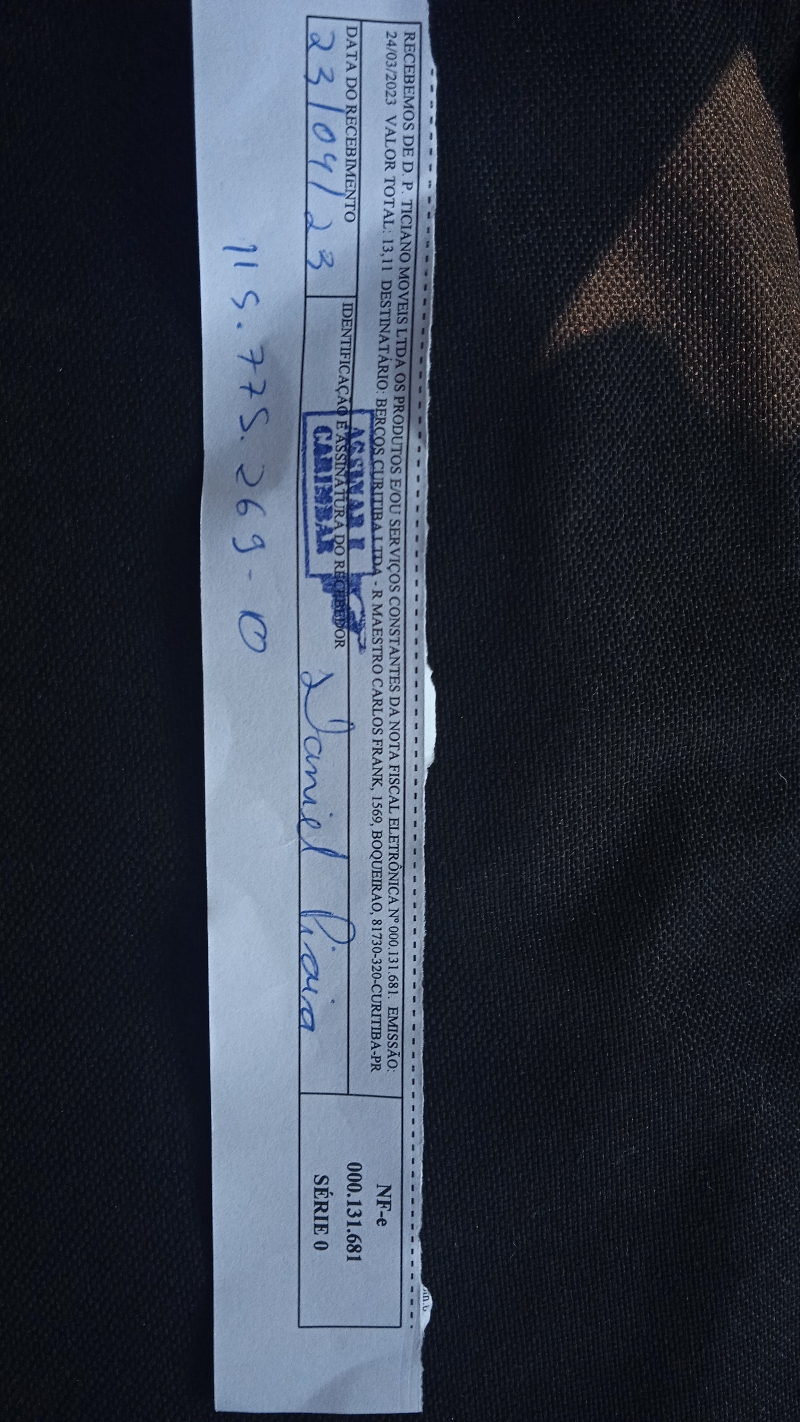 RECEBEMOS DE D. P. TICIANO MOVEIS LTDA OS PRODUTOS E/OU SERVIÇOS CONSTANTES DA NOTA FISCAL ELETRÔNICA Nº 000.131.681. EMISSÃO:
24/03/2023 VALOR TOTAL: 13,11 DESTINATÁRIO: BERÇOS CURITIBA LTDA - R MAESTRO CARLOS FRANK, 1569, BOQUEIRAO, 81730-320-CURITIBA-PR
DATA DO RECEBIMENTO
23/04/23
IDENTIFICAÇÃO E ASSINATURA DO RECEBEDOR
ASSINAR E
CARIMBAR
Daniel
NF-e
000.131.681
SÉRIE 0
115.775.269-10